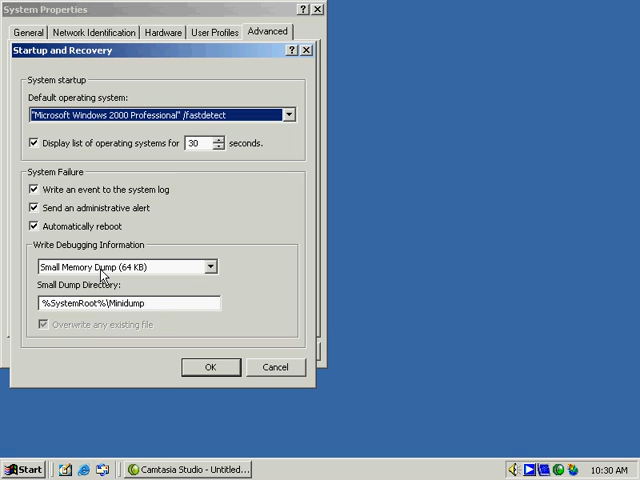 System Properties
General
Network Identification
Hardware
User Profiles
Advanced
Startup and Recovery
System startup
Default operating system:
"Microsoft Windows 2000 Professional" /fastdetect
Display list of operating systems for 30 seconds.
System Failure
Write an event to the system log
Send an administrative alert
Automatically reboot
Write Debugging Information
Small Memory Dump (64 KB)
Small Dump Directory:
%SystemRoot%\Minidump
Overwrite any existing file
OK
Cancel
Start
Camtasia Studio - Untitled...
10:30 AM